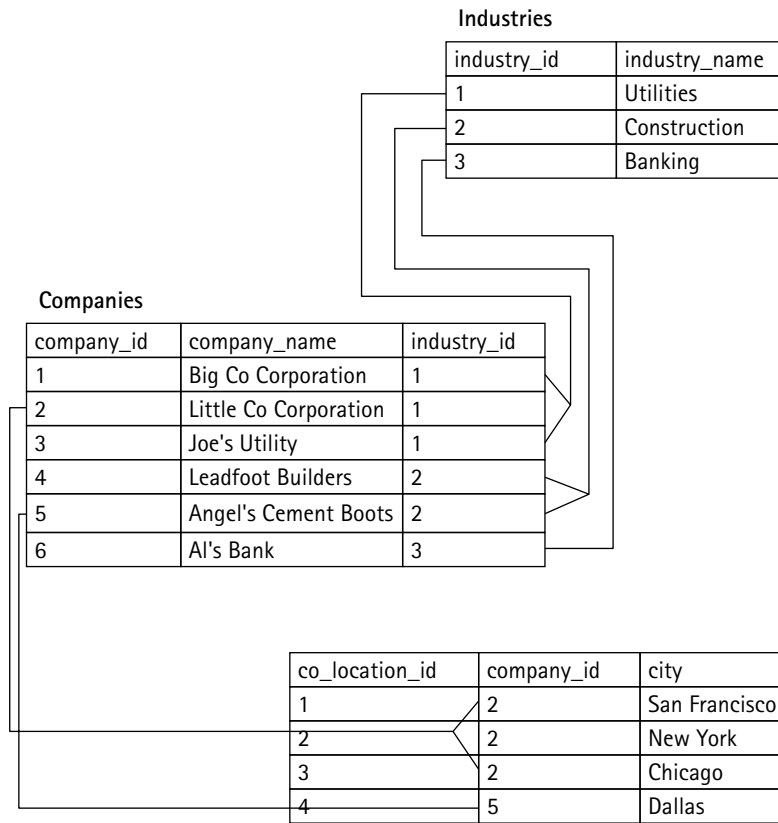 Industries
industry_id industry_name
1 Utilities
2 Construction
3 Banking
Companies
company_id company_name industry_id
1 Big Co Corporation 1
2 Little Co Corporation 1
3 Joe's Utility 1
4 Leadfoot Builders 2
5 Angel's Cement Boots 2
6 Al's Bank 3
co_location_id company_id city
1 2 San Francisco
2 2 New York
3 2 Chicago
4 5 Dallas